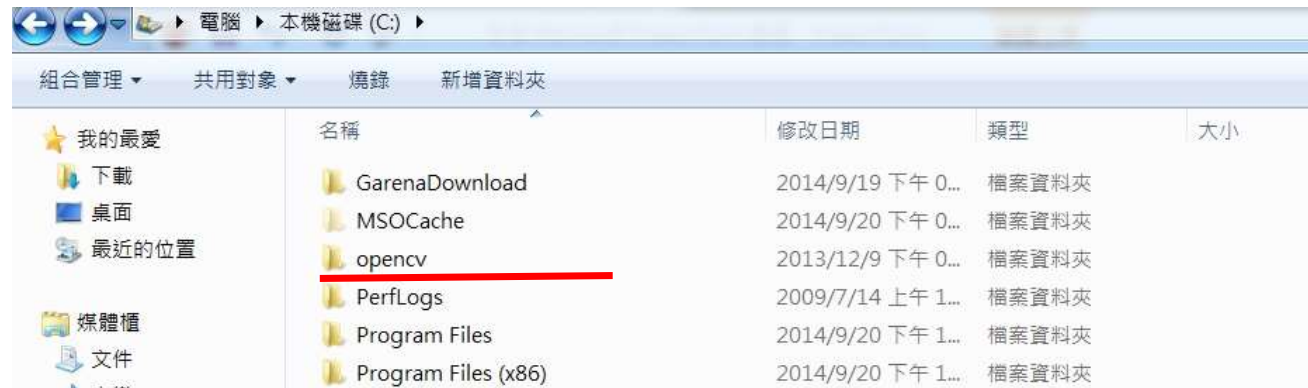 電腦 本機磁碟 (C:)
組合管理 共用對象 燒錄 新增資料夾
名稱 修改日期 類型 大小
我的最愛
下載
桌面
最近的位置
媒體櫃
文件
GarenaDownload 2014/9/19 下午 0... 檔案資料夾
MSOCache 2014/9/20 下午 0... 檔案資料夾
opencv 2013/12/9 下午 0... 檔案資料夾
PerfLogs 2009/7/14 上午 1... 檔案資料夾
Program Files 2014/9/20 下午 1... 檔案資料夾
Program Files (x86) 2014/9/20 下午 1... 檔案資料夾